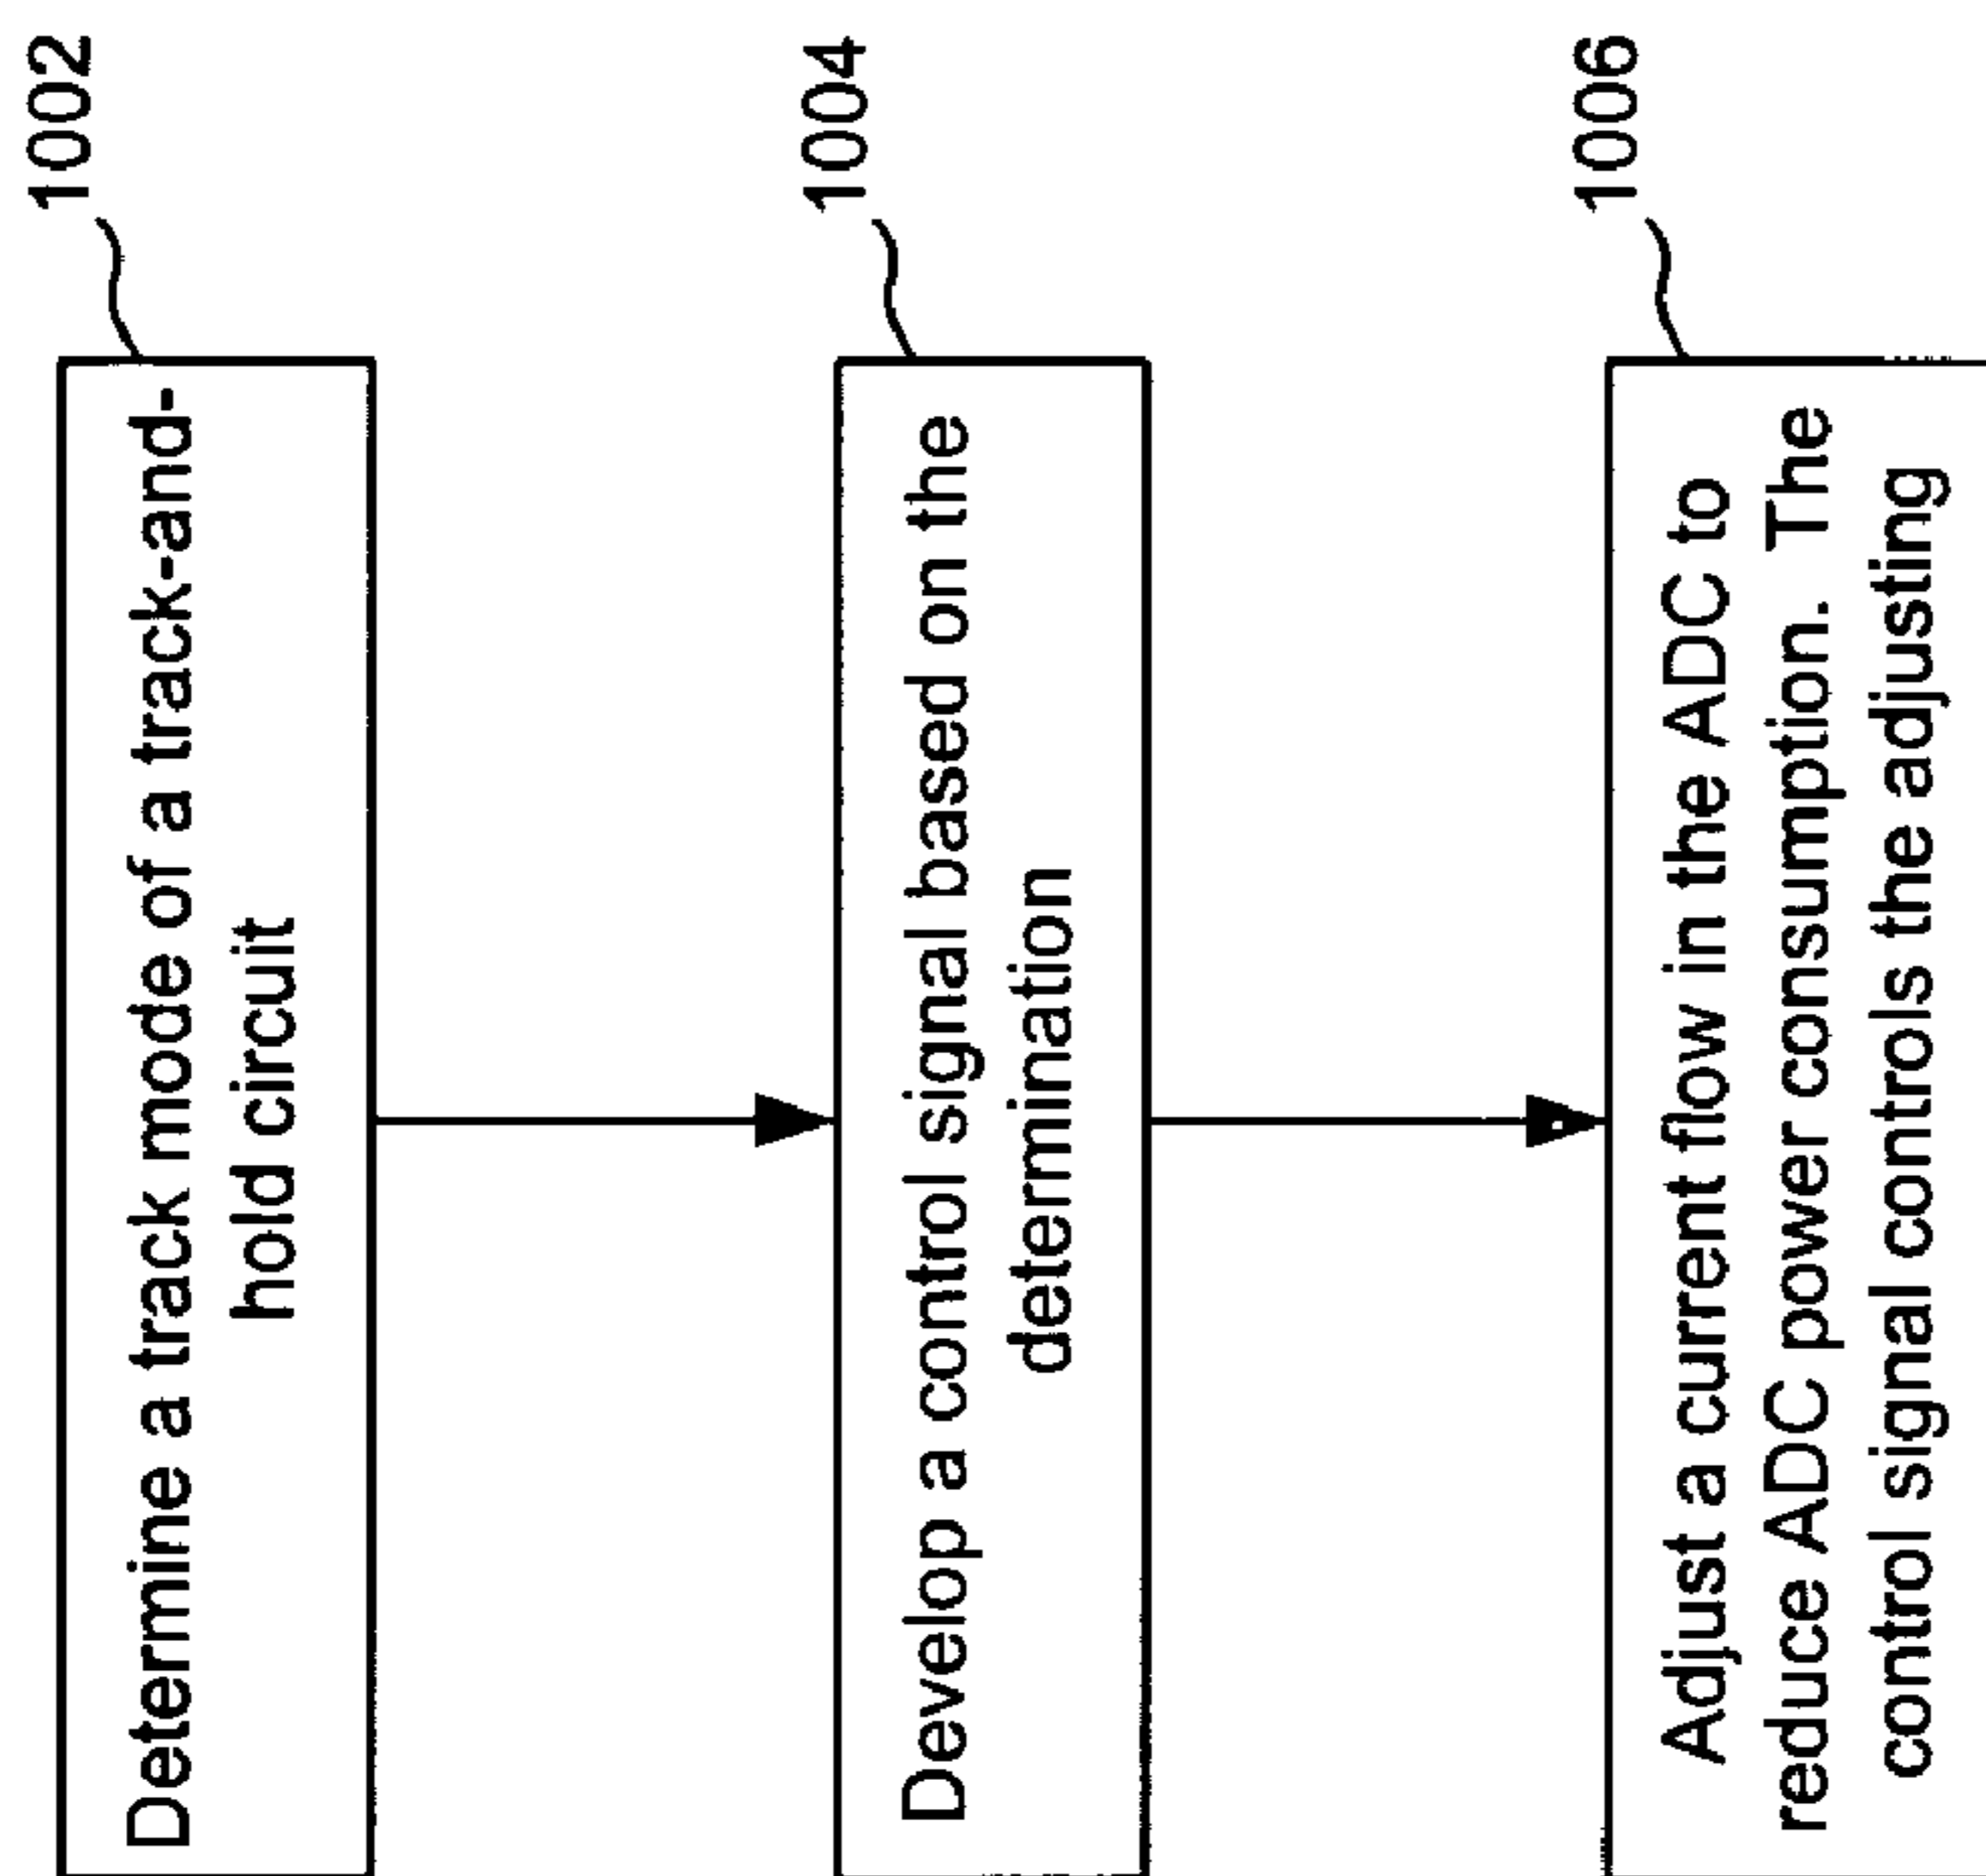 1002
Determine a track mode of a track-and-
hold circuit
1004
Develop a control signal based on the
determination
1006
Adjust a current flow in the ADC to
reduce ADC power consumption. The
control signal controls the adjusting